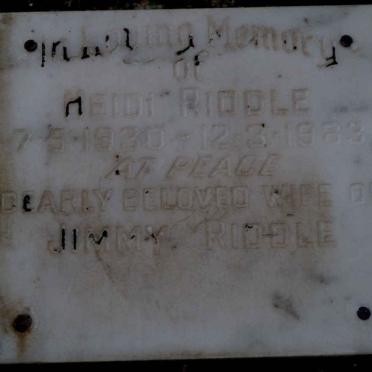 In Loving Memory
of
HEIDI RIDDLE
7-5-1920 - 12-3-1983
AT PEACE
DEARLY BELOVED WIFE OF
JIMMY RIDDLE